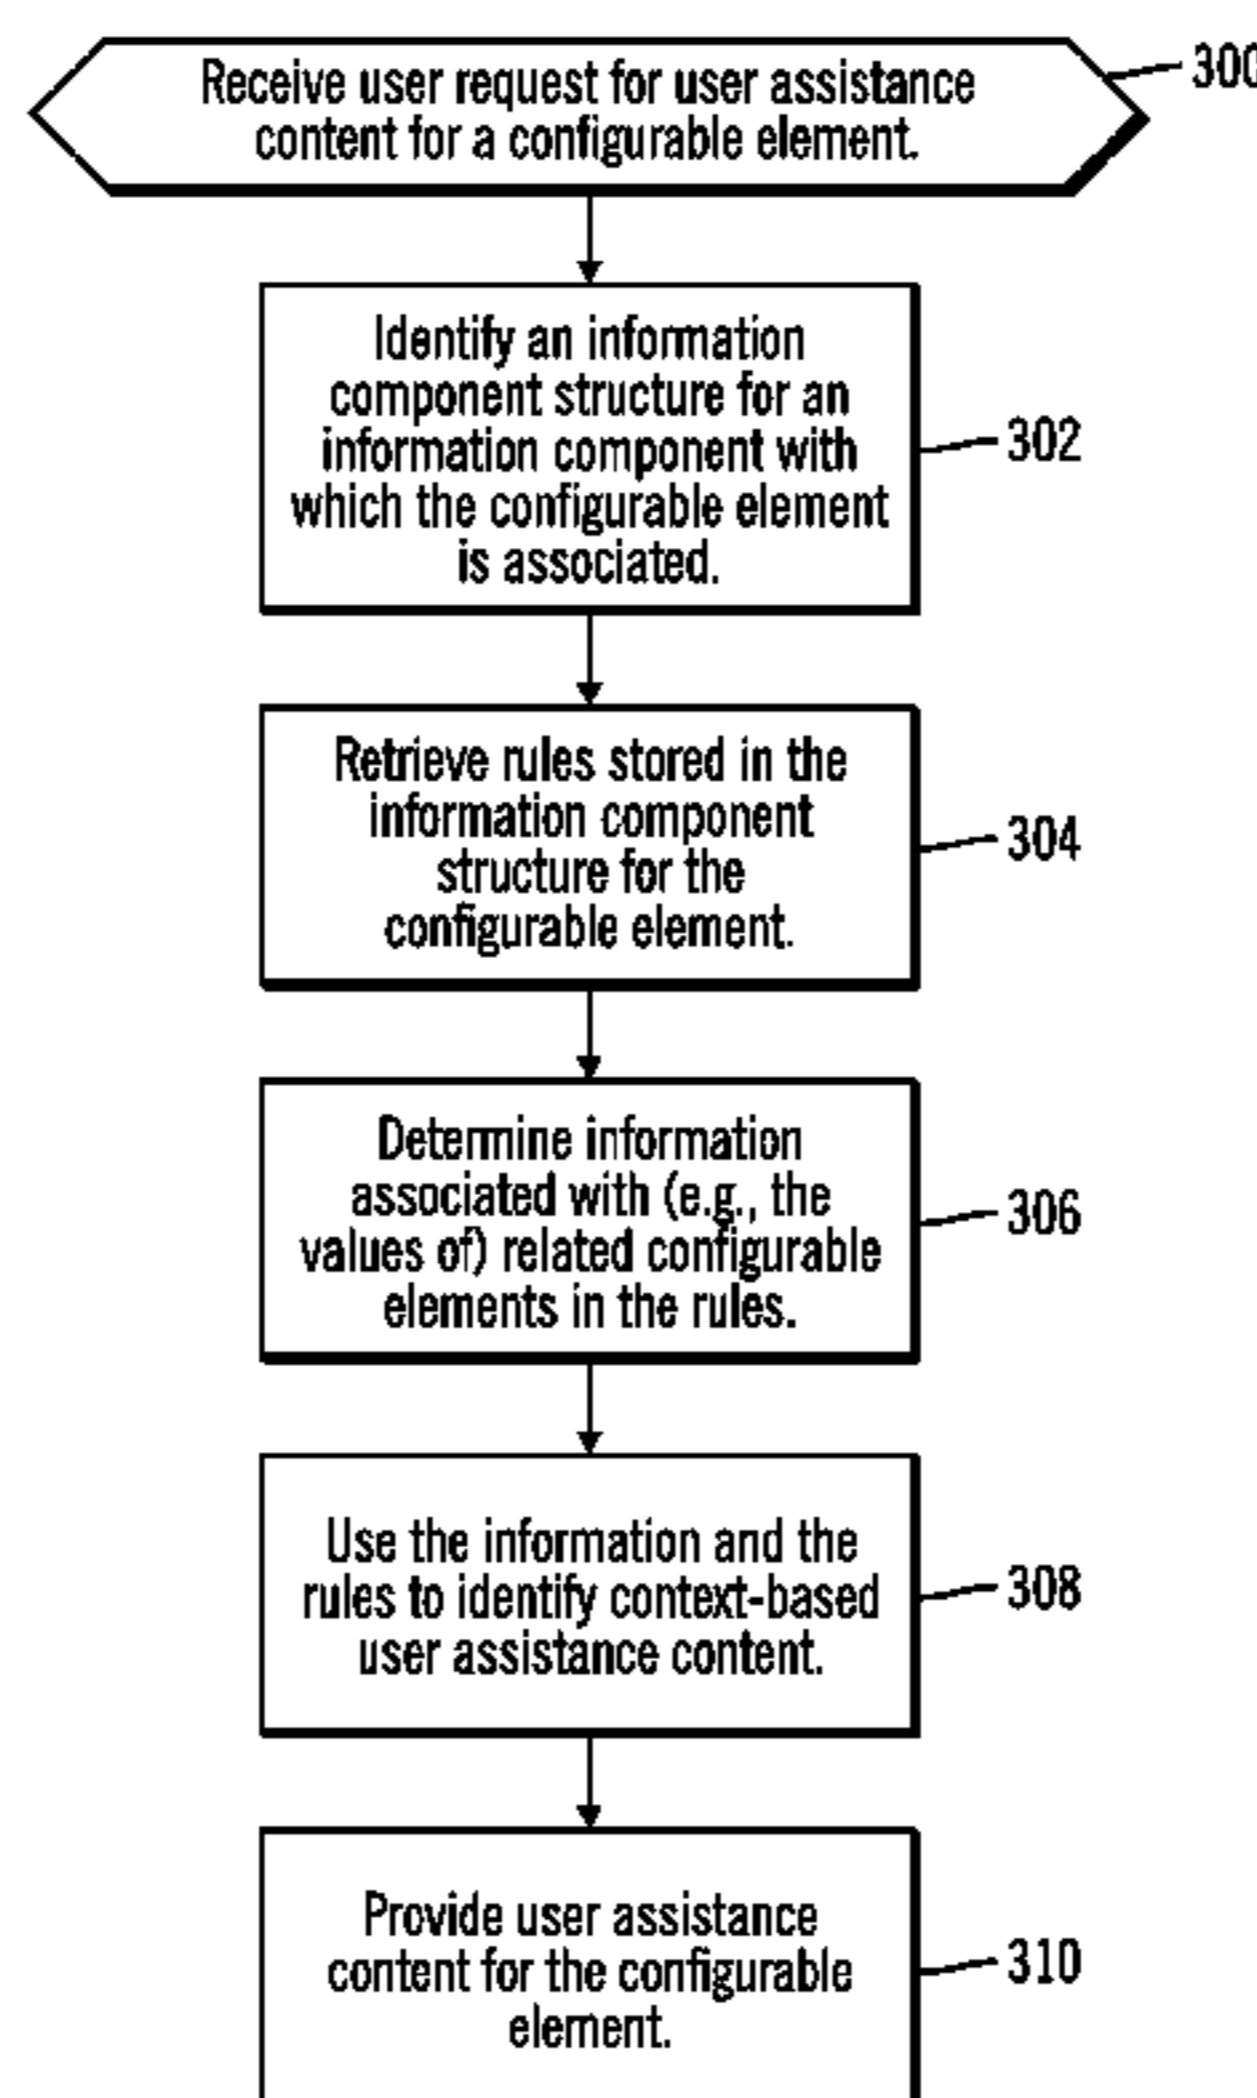 Receive user request for user assistance
content for a configurable element.
300
Identify an information
component structure for an
information component with
which the configurable element
is associated.
302
Retrieve rules stored in the
information component
structure for the
configurable element.
304
Determine information
associated with (e.g., the
values of) related configurable
elements in the rules.
306
Use the information and the
rules to identify context-based
user assistance content.
308
Provide user assistance
content for the configurable
element.
310